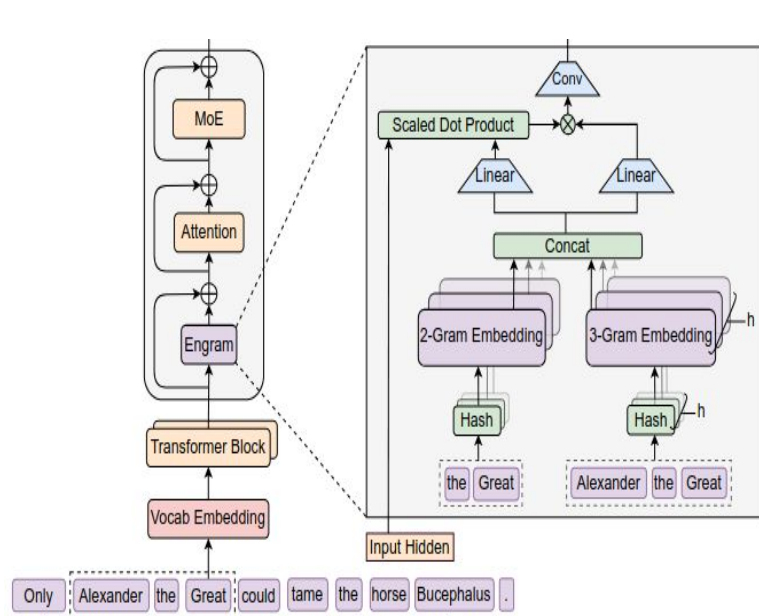 MoE
Attention
Engram
Transformer Block
Vocab Embedding
Only Alexander the Great could tame the horse Bucephalus .
Conv
Scaled Dot Product
Linear Linear
Concat
2-Gram Embedding 3-Gram Embedding h
Hash Hash h
the Great Alexander the Great
Input Hidden